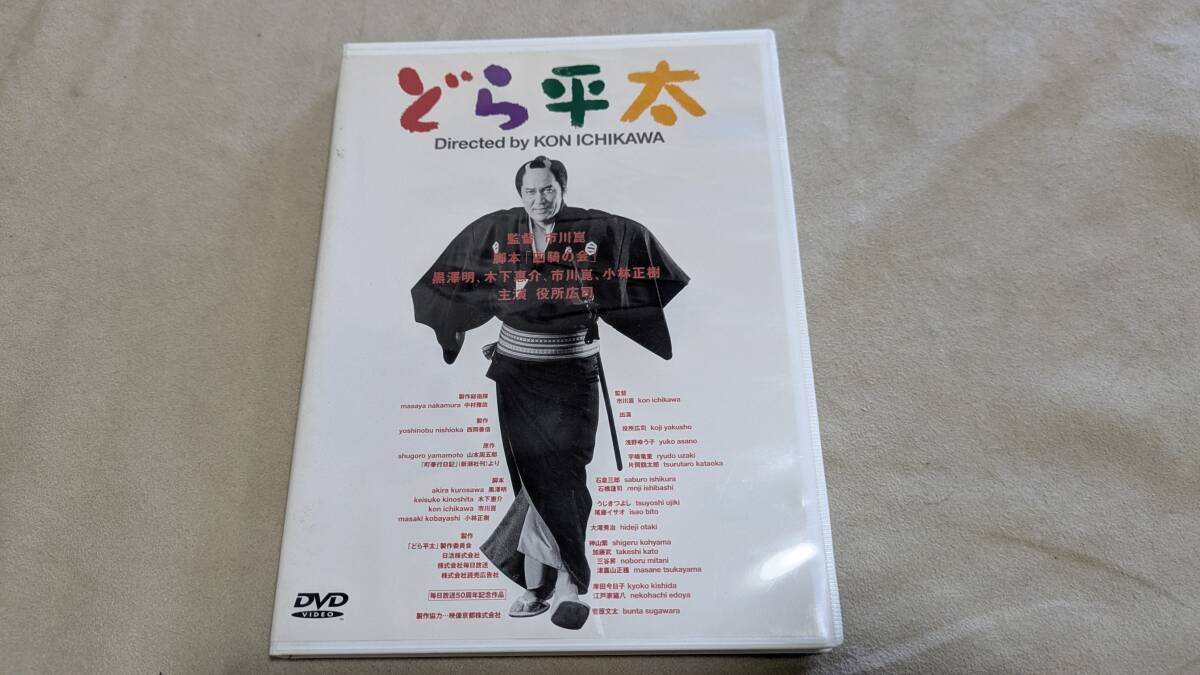 どら平太
Directed by KON ICHIKAWA
監督 市川崑
脚本「四騎の会」
黒澤明、木下惠介、市川崑、小林正樹
主演 役所広司
製作総指揮
masaya nakamura 中村雅哉
製作
yoshinobu nishioka 西岡善信
原作
shugoro yamamoto 山本周五郎
「町奉行日記」(新潮社刊)より
脚本
akira kurosawa 黒澤明
keisuke kinoshita 木下惠介
kon ichikawa 市川崑
masaki kobayashi 小林正樹
製作
「どら平太」製作委員会
日活株式会社
株式会社毎日放送
株式会社読売広告社
毎日放送50周年記念作品
製作協力…映像京都株式会社
監督
市川崑 kon ichikawa
出演
役所広司 koji yakusho
浅野ゆう子 yuko asano
宇崎竜童 ryudo uzaki
片岡鶴太郎 tsurutaro kataoka
石倉三郎 saburo ishikura
石橋蓮司 renji ishibashi
うじきつよし tsuyoshi ujiki
尾藤イサオ isao bito
大滝秀治 hideji otaki
神山繁 shigeru kohyama
加藤武 takeshi kato
三谷昇 noboru mitani
津嘉山正種 masane tsukayama
岸田今日子 kyoko kishida
江戸家猫八 nekohachi edoya
菅原文太 bunta sugawara
DVD
VIDEO